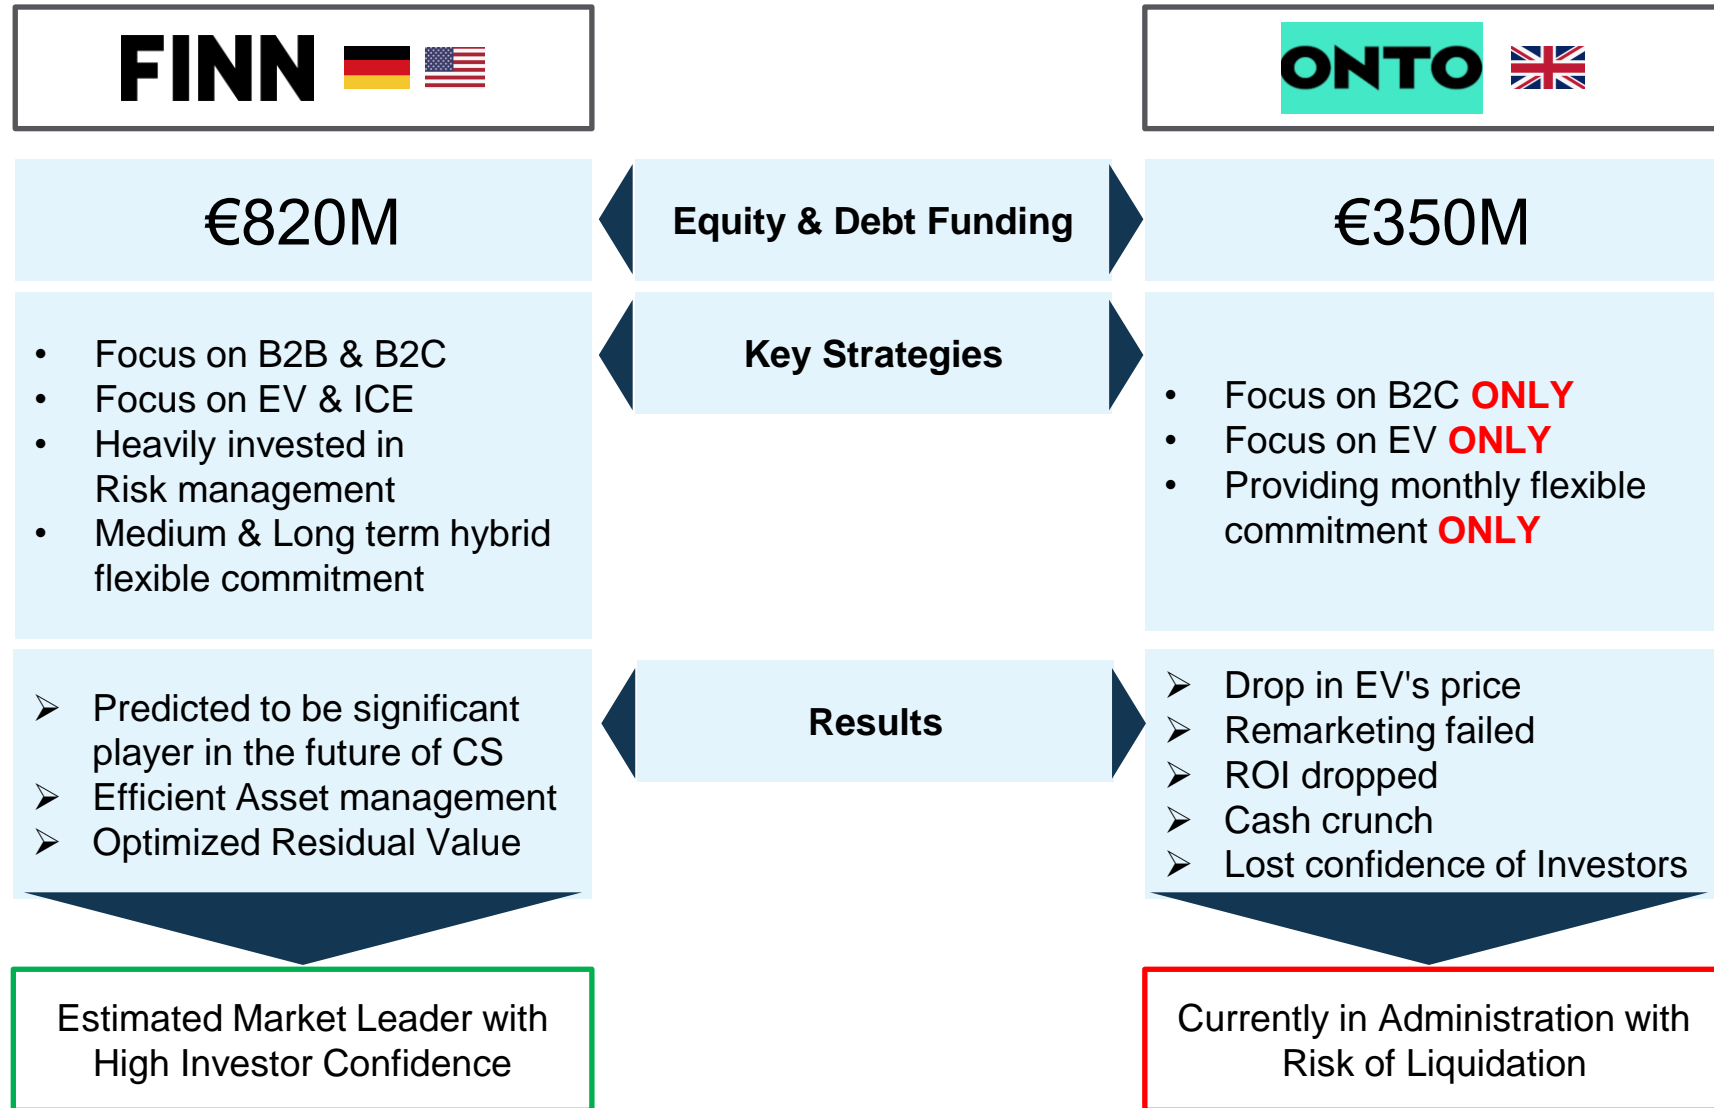 FINN
ONTO
€820M
Equity & Debt Funding
€350M
• Focus on B2B & B2C
• Focus on EV & ICE
• Heavily invested in
Risk management
• Medium & Long term hybrid
flexible commitment
Key Strategies
• Focus on B2C ONLY
• Focus on EV ONLY
• Providing monthly flexible
commitment ONLY
➢ Predicted to be significant
player in the future of CS
➢ Efficient Asset management
➢ Optimized Residual Value
Results
➢ Drop in EV's price
➢ Remarketing failed
➢ ROI dropped
➢ Cash crunch
➢ Lost confidence of Investors
Estimated Market Leader with
High Investor Confidence
Currently in Administration with
Risk of Liquidation